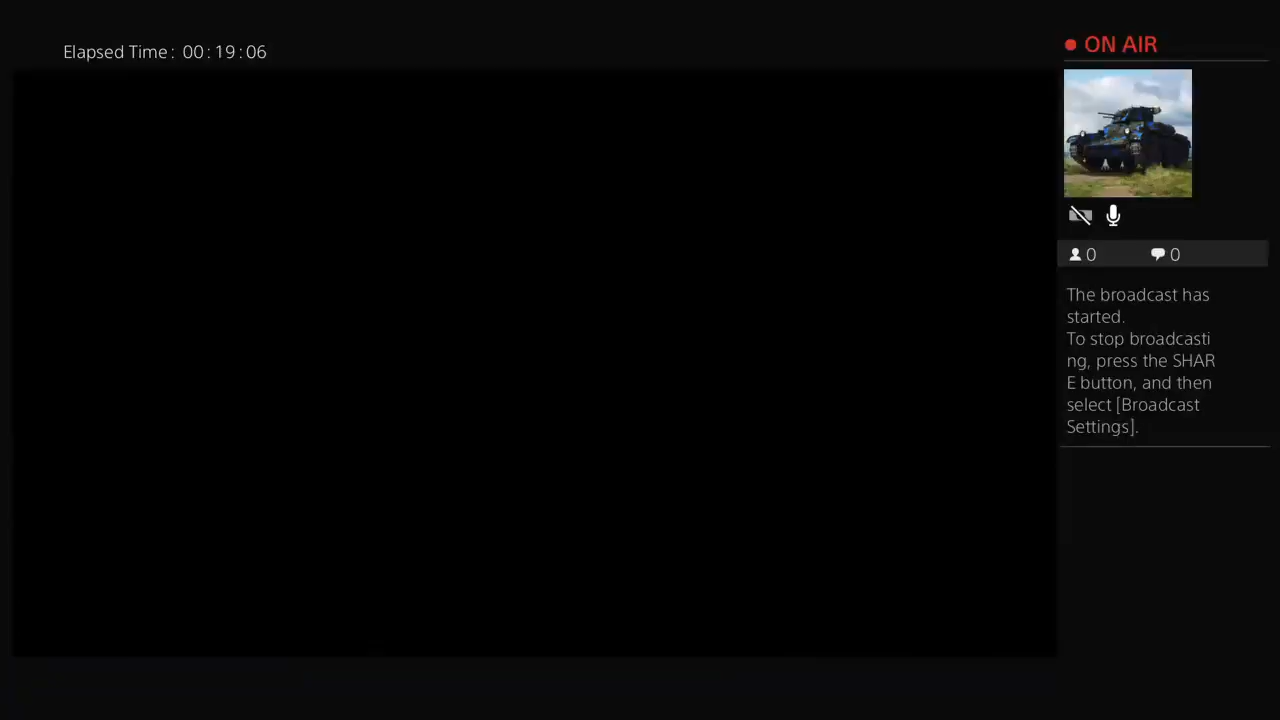 Elapsed Time: 00:19:06
ON AIR
0 0
The broadcast has
started.
To stop broadcasti
ng, press the SHAR
E button, and then
select [Broadcast
Settings].